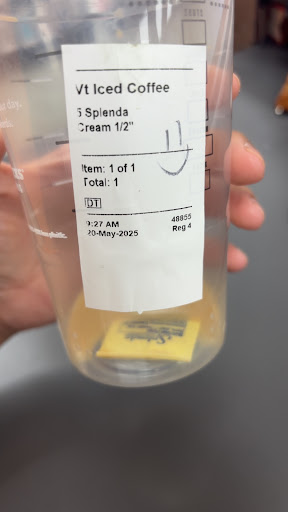 Vt Iced Coffee
5 Splenda
Cream 1/2"
Item: 1 of 1
Total: 1
DT
9:27 AM 48855
20-May-2025 Reg 4